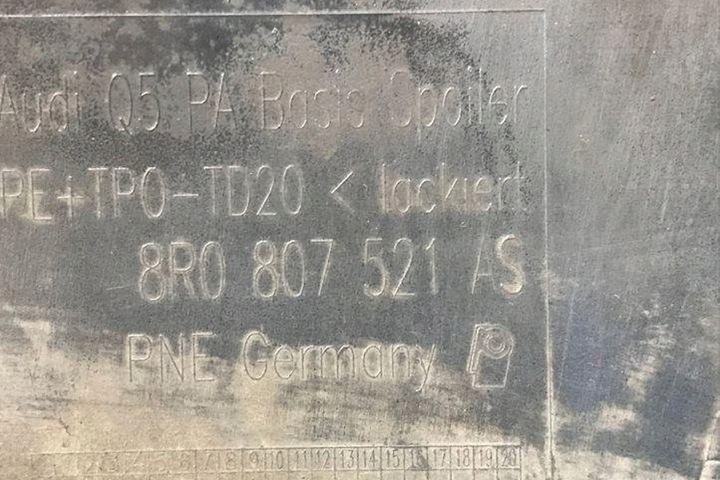 Audi Q5 PA Basis Spoiler
PE+TPO-TD20 < lackiert
8R0 807 521 AS
PNE Germany
2 3 4 5 6 7 8 9 10 11 12 13 14 15 16 17 18 19 20